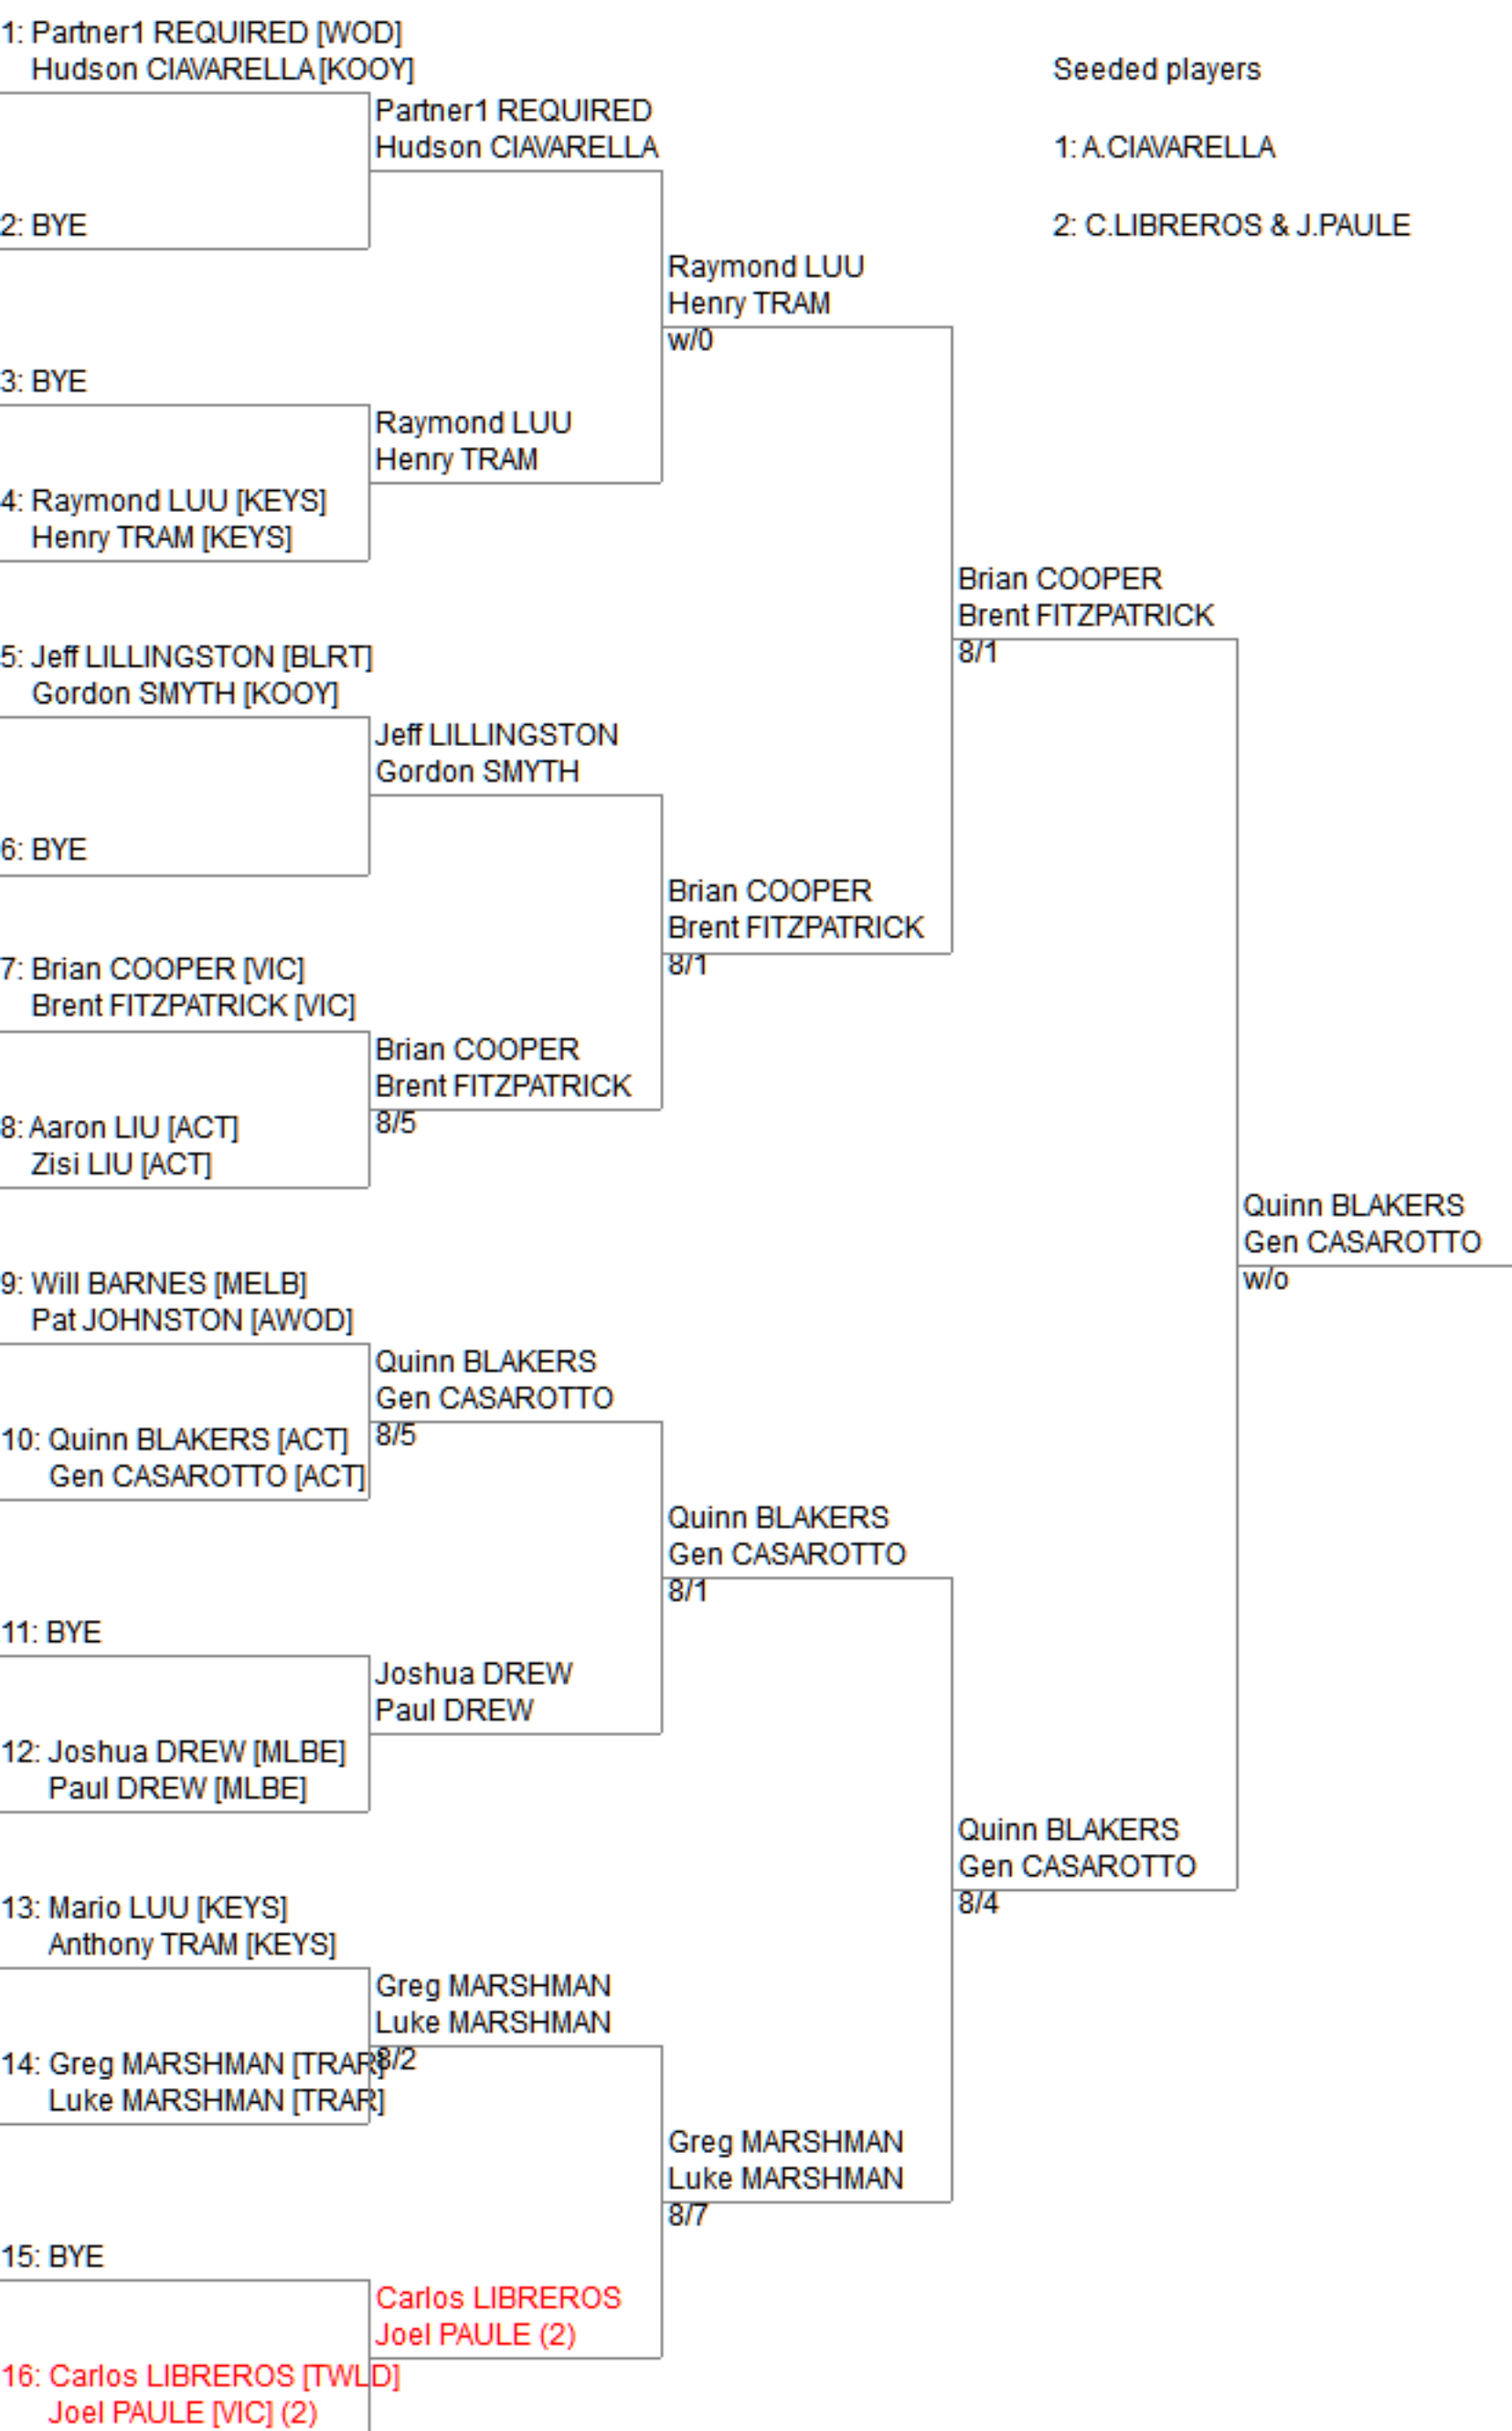 1: Partner1 REQUIRED [WOD]
Hudson CIAVARELLA [KOOY]
2: BYE
3: BYE
4: Raymond LUU [KEYS]
Henry TRAM [KEYS]
5: Jeff LILLINGSTON [BLRT]
Gordon SMYTH [KOOY]
6: BYE
7: Brian COOPER [VIC]
Brent FITZPATRICK [VIC]
8: Aaron LIU [ACT]
Zisi LIU [ACT]
9: Will BARNES [MELB]
Pat JOHNSTON [AWOD]
10: Quinn BLAKERS [ACT]
Gen CASAROTTO [ACT]
11: BYE
12: Joshua DREW [MLBE]
Paul DREW [MLBE]
13: Mario LUU [KEYS]
Anthony TRAM [KEYS]
14: Greg MARSHMAN [TRAR]
Luke MARSHMAN [TRAR]
15: BYE
16: Carlos LIBREROS [TWLD]
Joel PAULE [VIC] (2)
Partner1 REQUIRED
Hudson CIAVARELLA
Raymond LUU
Henry TRAM
Jeff LILLINGSTON
Gordon SMYTH
Brian COOPER
Brent FITZPATRICK
8/5
Quinn BLAKERS
Gen CASAROTTO
8/5
Joshua DREW
Paul DREW
Greg MARSHMAN
Luke MARSHMAN
8/2
Carlos LIBREROS
Joel PAULE (2)
Raymond LUU
Henry TRAM
w/0
Brian COOPER
Brent FITZPATRICK
8/1
Quinn BLAKERS
Gen CASAROTTO
8/1
Greg MARSHMAN
Luke MARSHMAN
8/7
Brian COOPER
Brent FITZPATRICK
8/1
Quinn BLAKERS
Gen CASAROTTO
8/4
Quinn BLAKERS
Gen CASAROTTO
w/o
Seeded players
1: A.CIAVARELLA
2: C.LIBREROS & J.PAULE